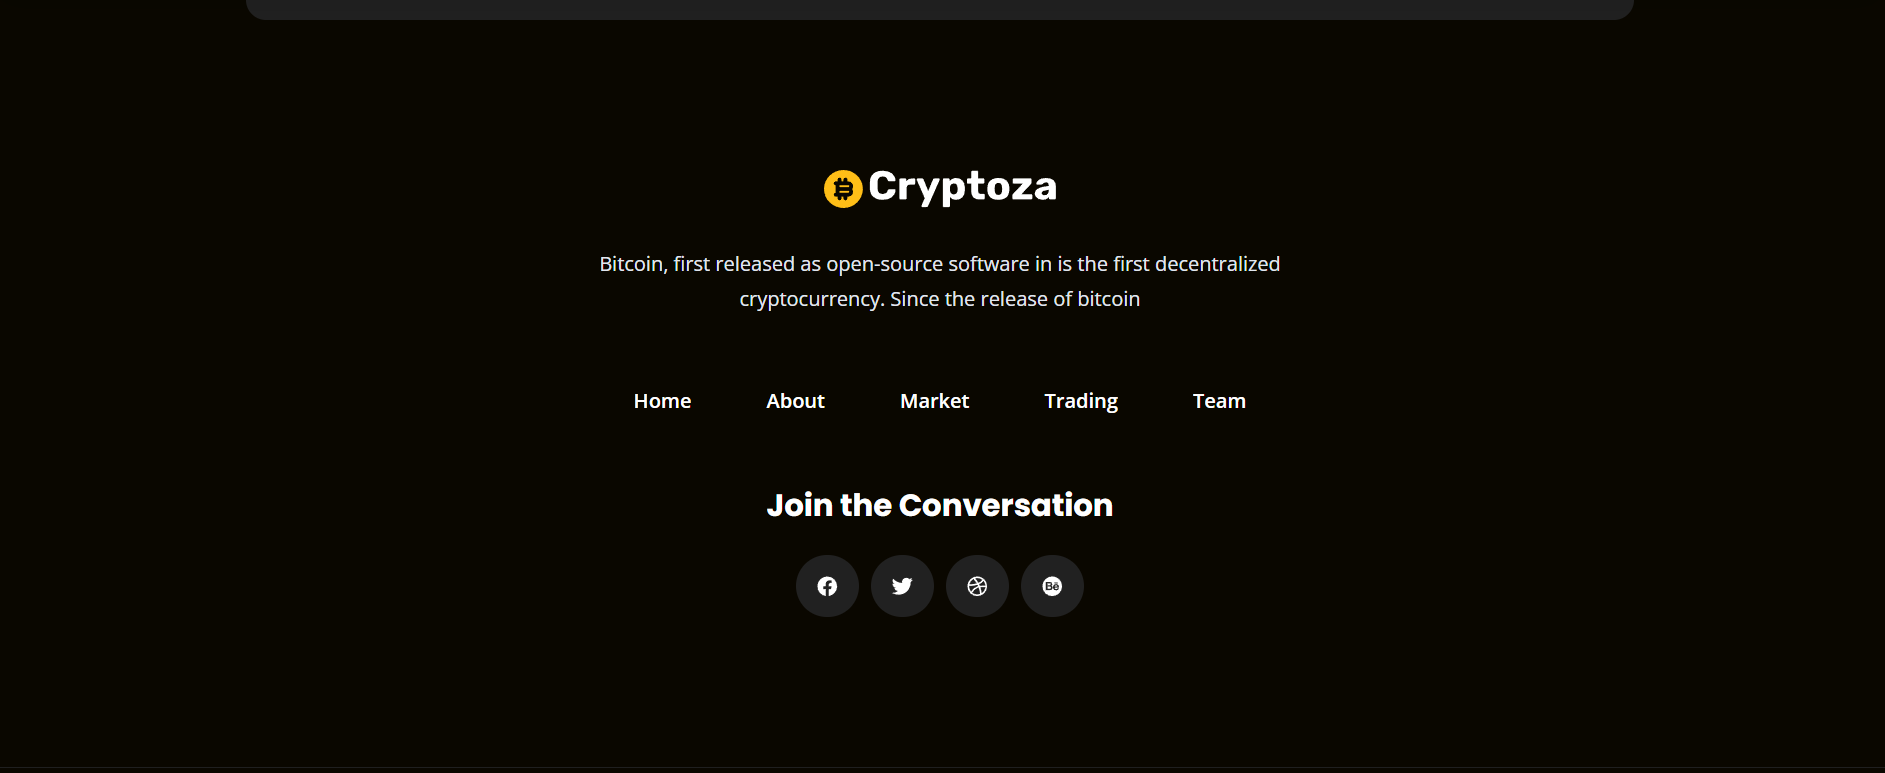 Cryptoza
Bitcoin, first released as open-source software in is the first decentralized
cryptocurrency. Since the release of bitcoin
Home About Market Trading Team
Join the Conversation
Bē